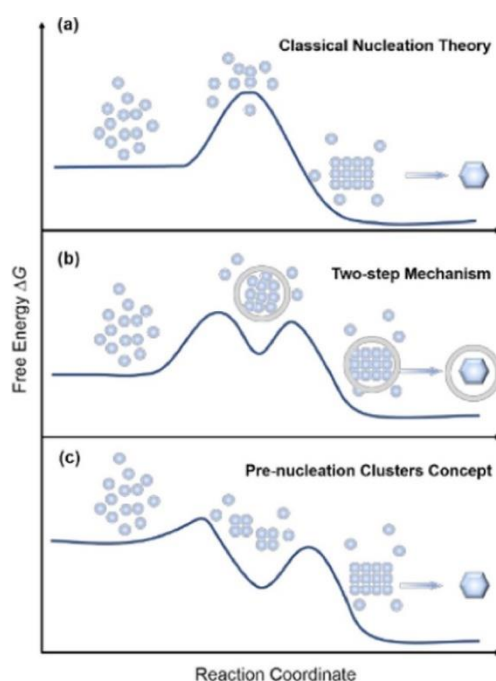 (a)
Classical Nucleation Theory
(b)
Two-step Mechanism
(c)
Pre-nucleation Clusters Concept
Free Energy ΔG
Reaction Coordinate